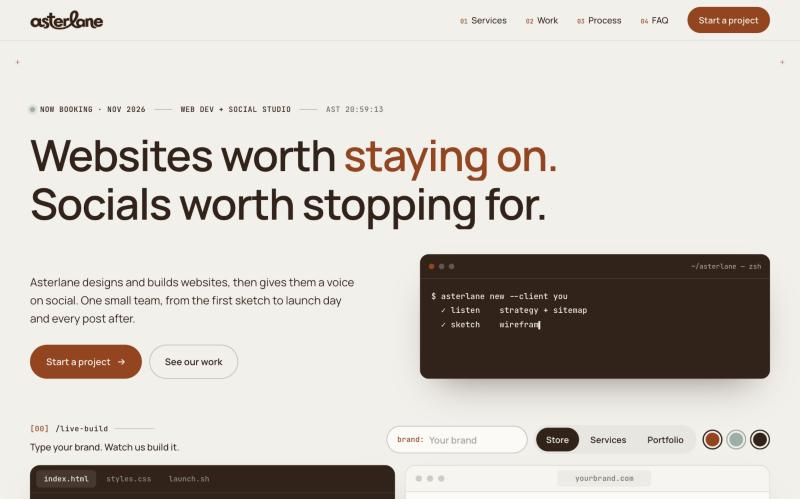 asterlane
01 Services 02 Work 03 Process 04 FAQ Start a project
NOW BOOKING · NOV 2026 WEB DEV + SOCIAL STUDIO AST 20:59:13
Websites worth staying on.
Socials worth stopping for.
~/asterlane — zsh
$ asterlane new --client you
✓ listen strategy + sitemap
✓ sketch wirefram
Asterlane designs and builds websites, then gives them a voice
on social. One small team, from the first sketch to launch day
and every post after.
Start a project → See our work
[00] /live-build
Type your brand. Watch us build it.
brand: Your brand Store Services Portfolio
index.html styles.css launch.sh
yourbrand.com